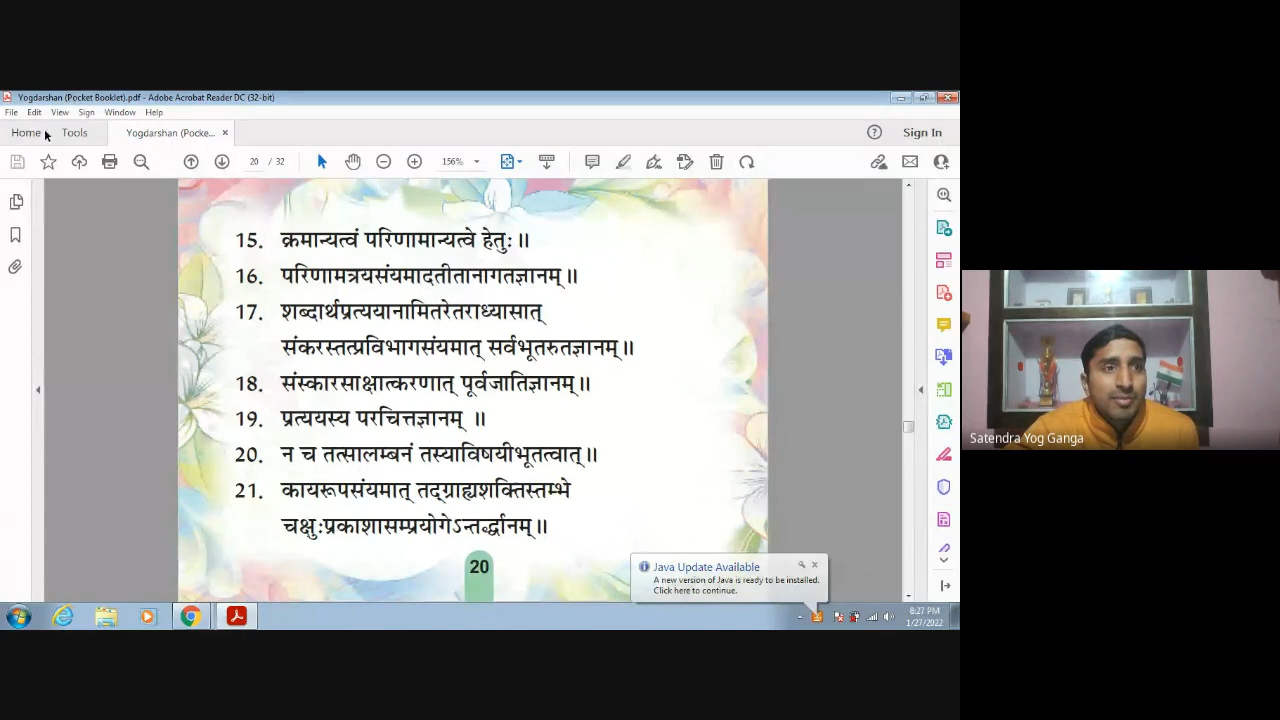 Yogdarshan (Pocket Booklet).pdf - Adobe Acrobat Reader DC (32-bit)
File Edit View Sign Window Help
Home Tools Yogdarshan (Pocke... Sign In
20 / 32 156%
15. क्रमान्यत्वं परिणामान्यत्वे हेतुः॥
16. परिणामत्रयसंयमादतीतानागतज्ञानम्॥
17. शब्दार्थप्रत्ययानामितरेतराध्यासात्
संकरस्तत्प्रविभागसंयमात् सर्वभूतरुतज्ञानम्॥
18. संस्कारसाक्षात्करणात् पूर्वजातिज्ञानम्॥
19. प्रत्ययस्य परचित्तज्ञानम् ॥
20. न च तत्सालम्बनं तस्याविषयीभूतत्वात्॥
21. कायरूपसंयमात् तद्ग्राह्यशक्तिस्तम्भे
चक्षुःप्रकाशासम्प्रयोगेऽन्तर्द्धानम्॥
20
Java Update Available
A new version of Java is ready to be installed.
Click here to continue.
8:27 PM
1/27/2022
Satendra Yog Ganga